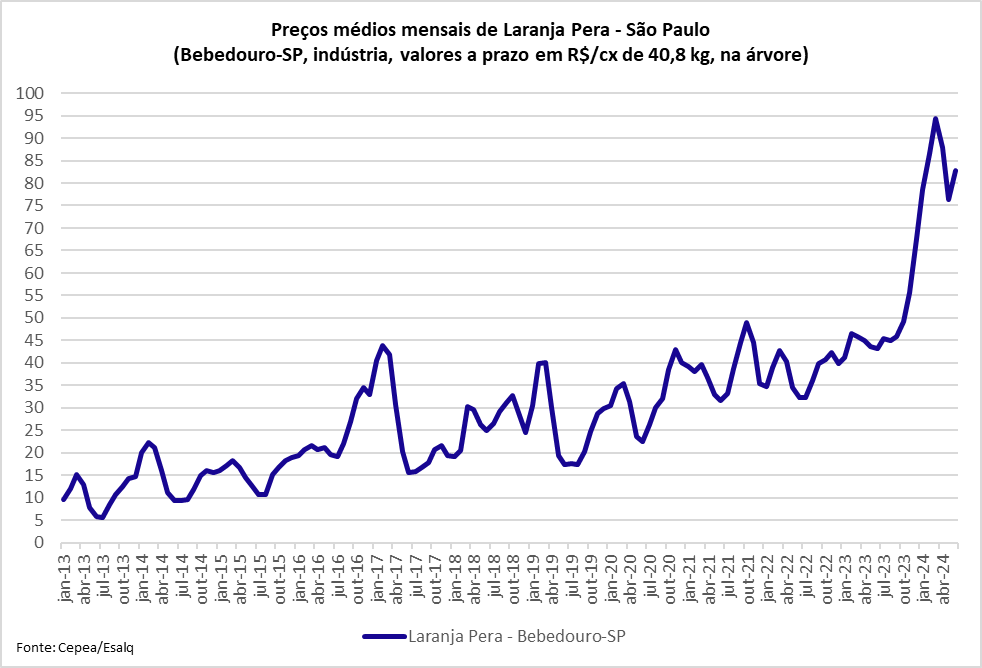 Preços médios mensais de Laranja Pera - São Paulo
(Bebedouro-SP, indústria, valores a prazo em R$/cx de 40,8 kg, na árvore)
100
95
90
85
80
75
70
65
60
55
50
45
40
35
30
25
20
15
10
5
0
jan-13
abr-13
jul-13
out-13
jan-14
abr-14
jul-14
out-14
jan-15
abr-15
jul-15
out-15
jan-16
abr-16
jul-16
out-16
jan-17
abr-17
jul-17
out-17
jan-18
abr-18
jul-18
out-18
jan-19
abr-19
jul-19
out-19
jan-20
abr-20
jul-20
out-20
jan-21
abr-21
jul-21
out-21
jan-22
abr-22
jul-22
out-22
jan-23
abr-23
jul-23
out-23
jan-24
abr-24
Laranja Pera - Bebedouro-SP
Fonte: Cepea/Esalq